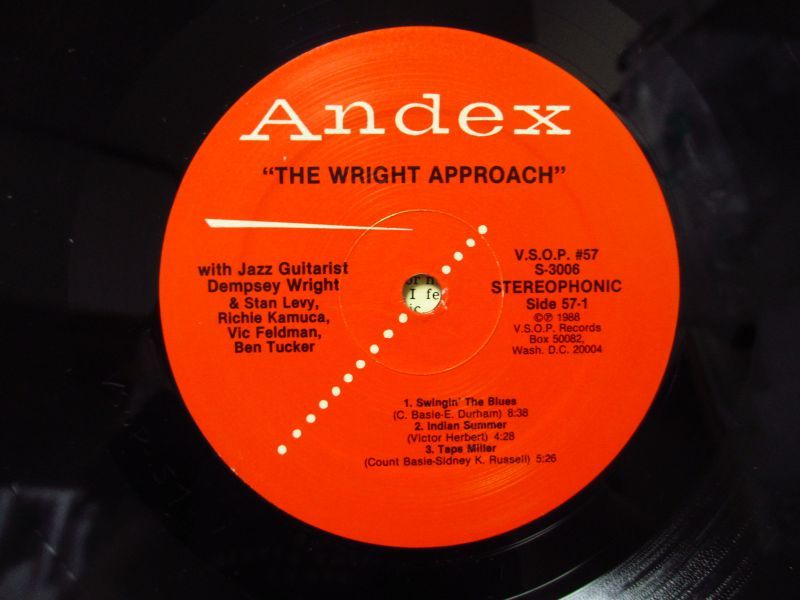 Andex
“THE WRIGHT APPROACH”
with Jazz Guitarist
Dempsey Wright
& Stan Levy,
Richie Kamuca,
Vic Feldman,
Ben Tucker
V.S.O.P. #57
S-3006
STEREOPHONIC
Side 57-1
©℗ 1988
V.S.O.P. Records
Box 50082,
Wash. D.C. 20004
I fe
1. Swingin' The Blues
(C. Basie-E. Durham) 8:38
2. Indian Summer
(Victor Herbert) 4:28
3. Taps Miller
(Count Basie-Sidney K. Russell) 5:26